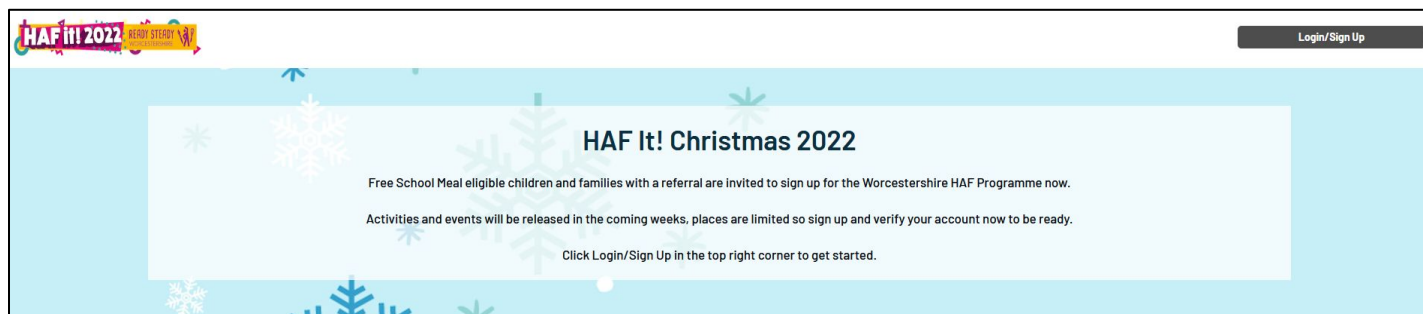 HAF it! 2022 READY STEADY
WORCESTERSHIRE
Login/Sign Up
HAF It! Christmas 2022
Free School Meal eligible children and families with a referral are invited to sign up for the Worcestershire HAF Programme now.
Activities and events will be released in the coming weeks, places are limited so sign up and verify your account now to be ready.
Click Login/Sign Up in the top right corner to get started.